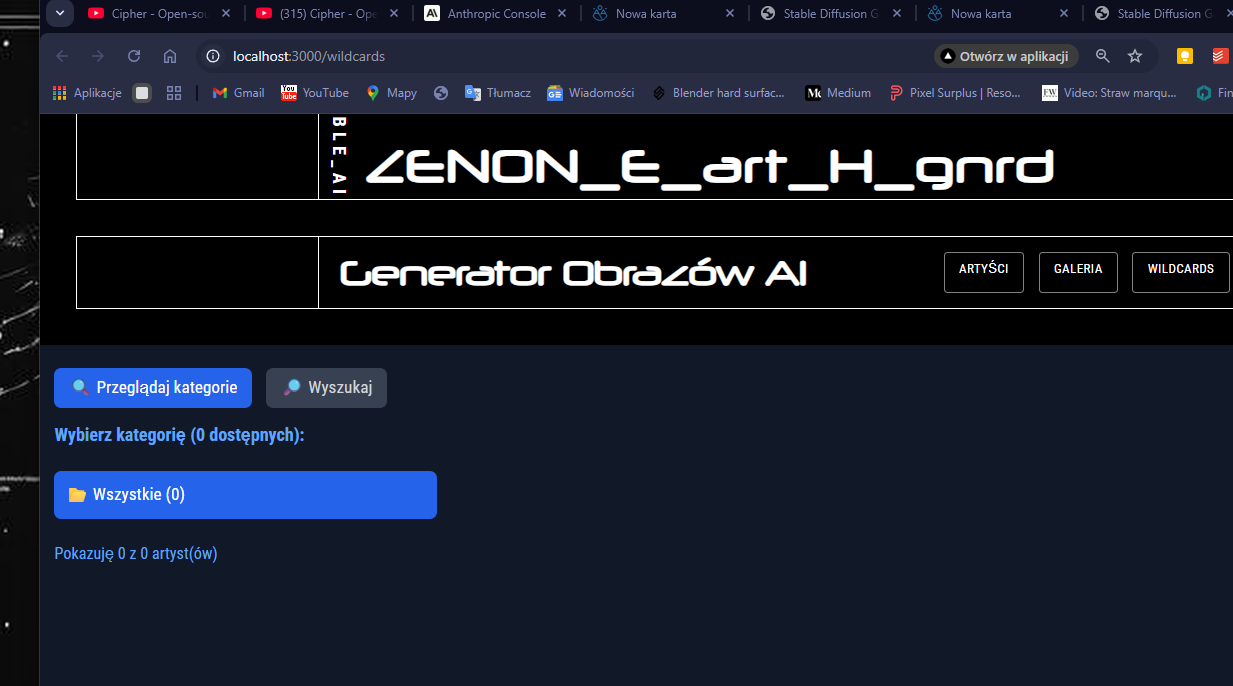 Cipher - Open-sou
(315) Cipher - Ope
Anthropic Console
Nowa karta
Stable Diffusion G
Nowa karta
Stable Diffusion G
localhost:3000/wildcards
Otwórz w aplikacji
Aplikacje
Gmail
YouTube
Mapy
Tłumacz
Wiadomości
Blender hard surfac...
Medium
Pixel Surplus | Reso...
Video: Straw marqu...
Fin
BLE_AI
ZENON_E_art_H_gnrd
Generator Obrazów AI
ARTYŚCI
GALERIA
WILDCARDS
Przeglądaj kategorie
Wyszukaj
Wybierz kategorię (0 dostępnych):
Wszystkie (0)
Pokazuję 0 z 0 artyst(ów)